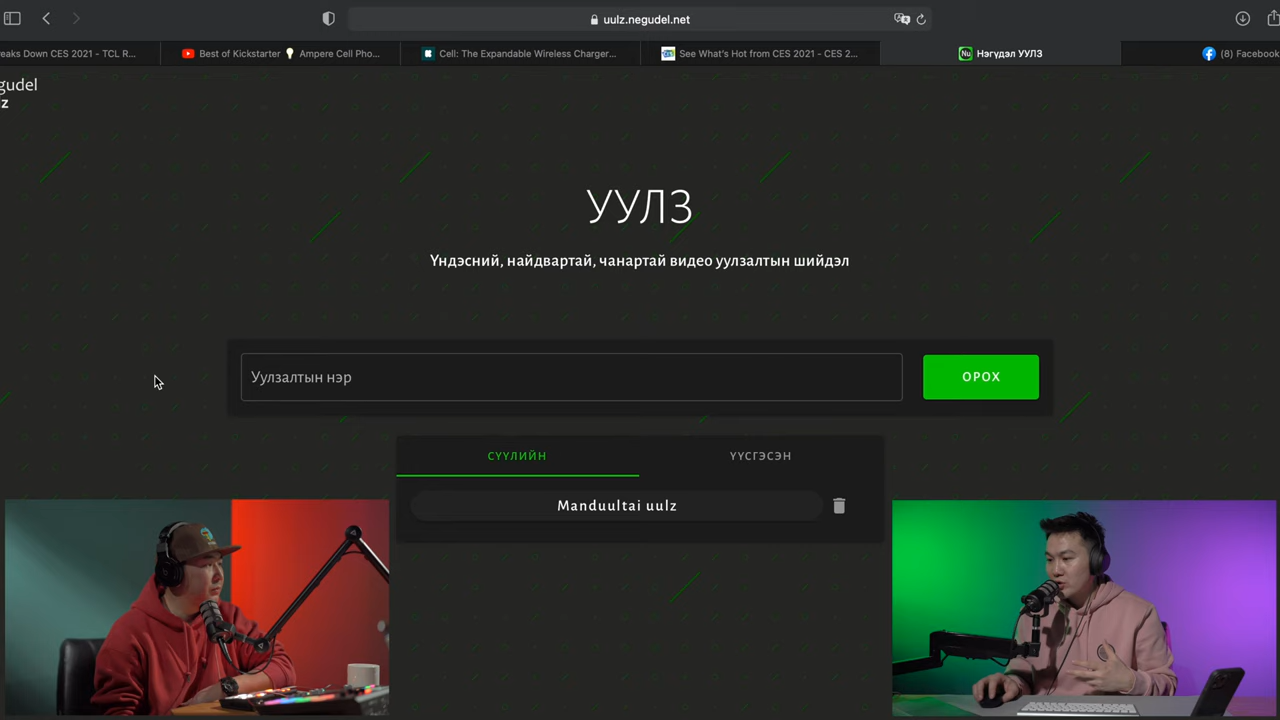 uulz.negudel.net
eaks Down CES 2021 - TCL R...
Best of Kickstarter 💡 Ampere Cell Pho...
Cell: The Expandable Wireless Charger...
See What's Hot from CES 2021 - CES 2...
Nu Нэгүдэл УУЛЗ
(8) Facebook
gudel
lz
УУЛЗ
Үндэсний, найдвартай, чанартай видео уулзалтын шийдэл
Уулзалтын нэр
ОРОХ
СҮҮЛИЙН
ҮҮСГЭСЭН
Manduultai uulz